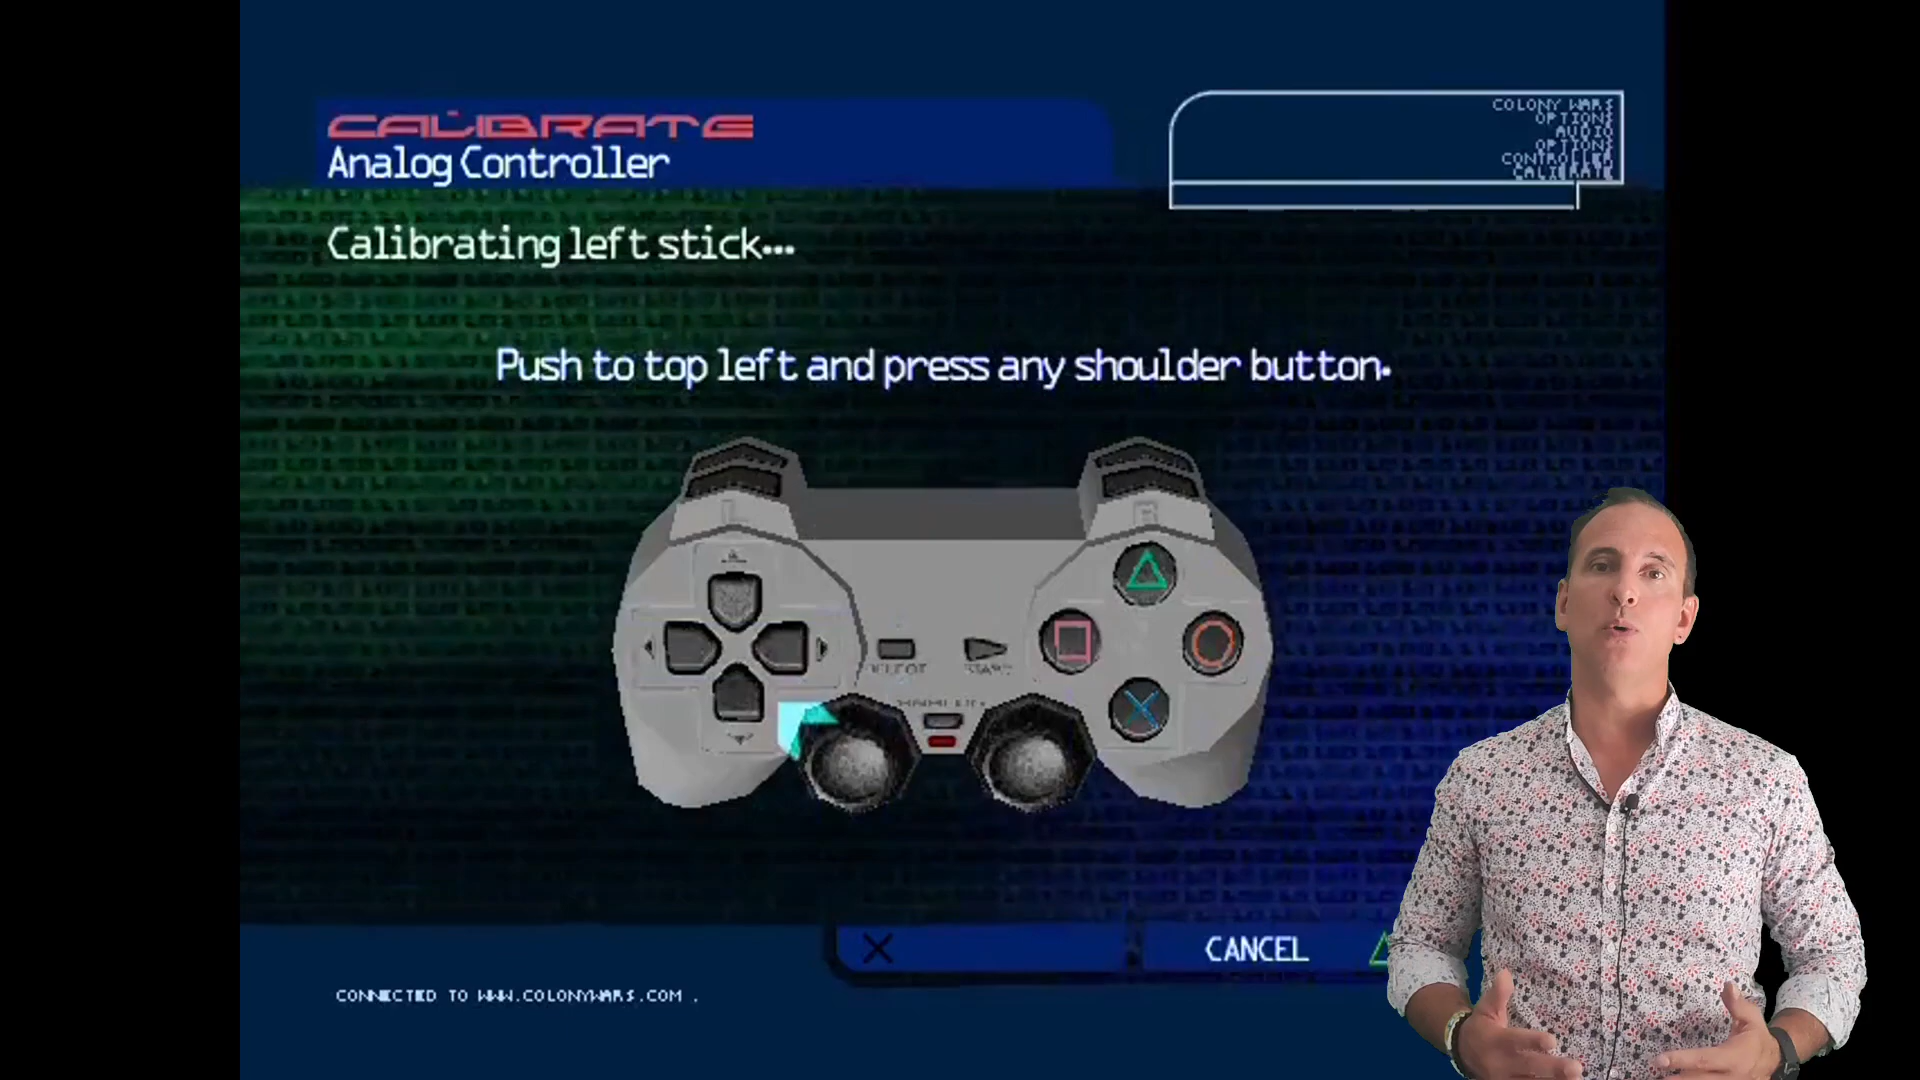 CALIBRATE
Analog Controller
COLONY WARS
OPTIONS
AUDIO
OPTIONS
CONTROLLER
CALIBRATE
Calibrating left stick...
Push to top left and press any shoulder button.
L
R
SELECT
START
X
CANCEL
CONNECTED TO WWW.COLONYWARS.COM .